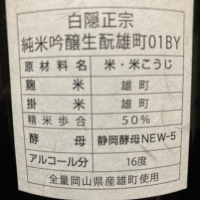 白隠正宗
純米吟醸生酛雄町01BY
原材料名 米・米こうじ
麹米 雄町
掛米 雄町
精米歩合 50%
酵母 静岡酵母NEW-5
アルコール分 16度
全量岡山県産雄町使用